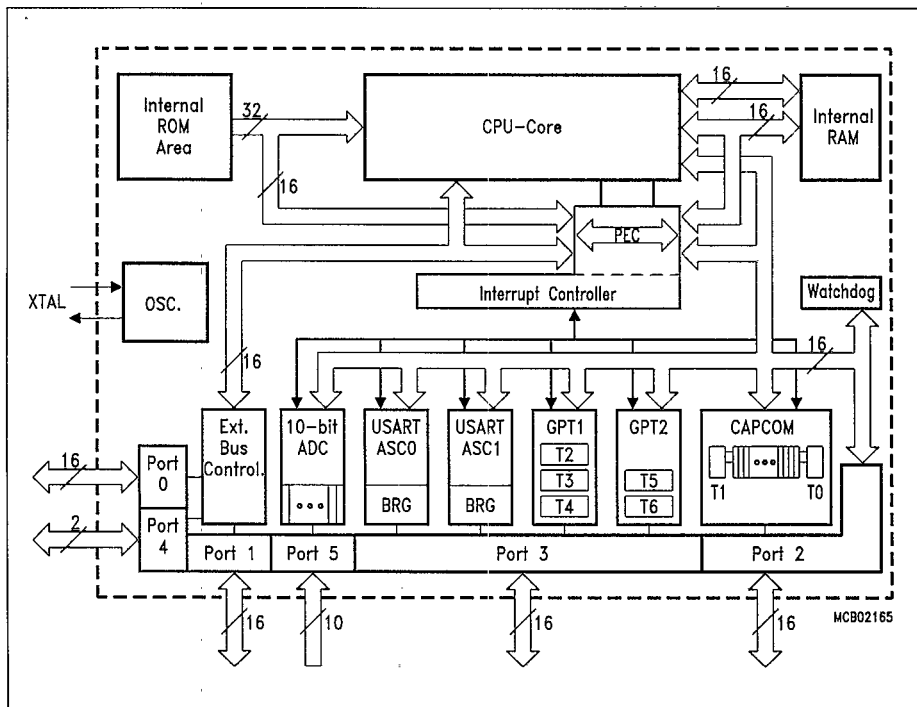 Internal
ROM
Area
32
16
CPU-Core
16
16
Internal
RAM
PEC
Interrupt Controller
XTAL
OSC.
Watchdog
16
16
Ext.
Bus
Control.
10-bit
ADC
USART
ASC0
BRG
USART
ASC1
BRG
GPT1
T2
T3
T4
GPT2
T5
T6
CAPCOM
T1
T0
16
Port
0
2
Port
4
Port 1
Port 5
Port 3
Port 2
16
10
16
16
MCB02165